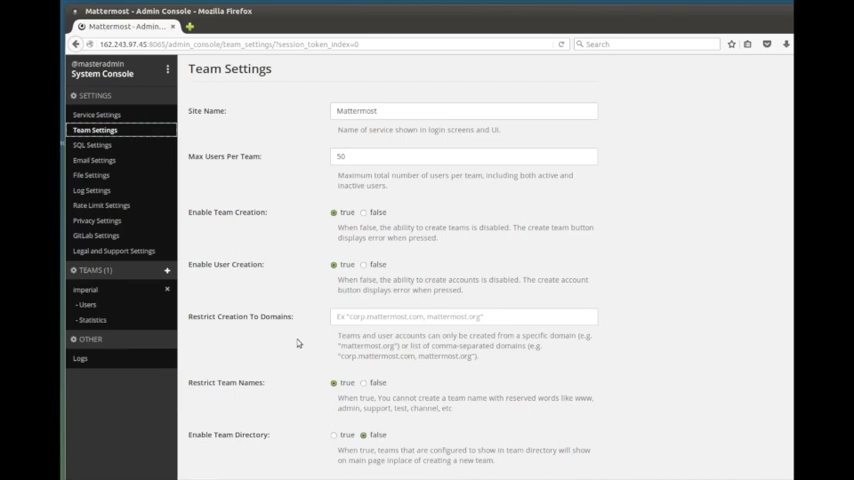 Mattermost - Admin Console - Mozilla Firefox
Mattermost - Admin...
162.243.97.45:8065/admin_console/team_settings/?session_token_index=0
Search
@masteradmin
System Console
SETTINGS
Service Settings
Team Settings
SQL Settings
Email Settings
File Settings
Log Settings
Rate Limit Settings
Privacy Settings
GitLab Settings
Legal and Support Settings
TEAMS (1)
imperial
- Users
- Statistics
OTHER
Logs
Team Settings
Site Name:
Mattermost
Name of service shown in login screens and UI.
Max Users Per Team:
50
Maximum total number of users per team, including both active and
inactive users.
Enable Team Creation:
true false
When false, the ability to create teams is disabled. The create team button
displays error when pressed.
Enable User Creation:
true false
When false, the ability to create accounts is disabled. The create account
button displays error when pressed.
Restrict Creation To Domains:
Ex "corp.mattermost.com, mattermost.org"
Teams and user accounts can only be created from a specific domain (e.g.
"mattermost.org") or list of comma-separated domains (e.g.
"corp.mattermost.com, mattermost.org").
Restrict Team Names:
true false
When true, You cannot create a team name with reserved words like www,
admin, support, test, channel, etc
Enable Team Directory:
true false
When true, teams that are configured to show in team directory will show
on main page inplace of creating a new team.